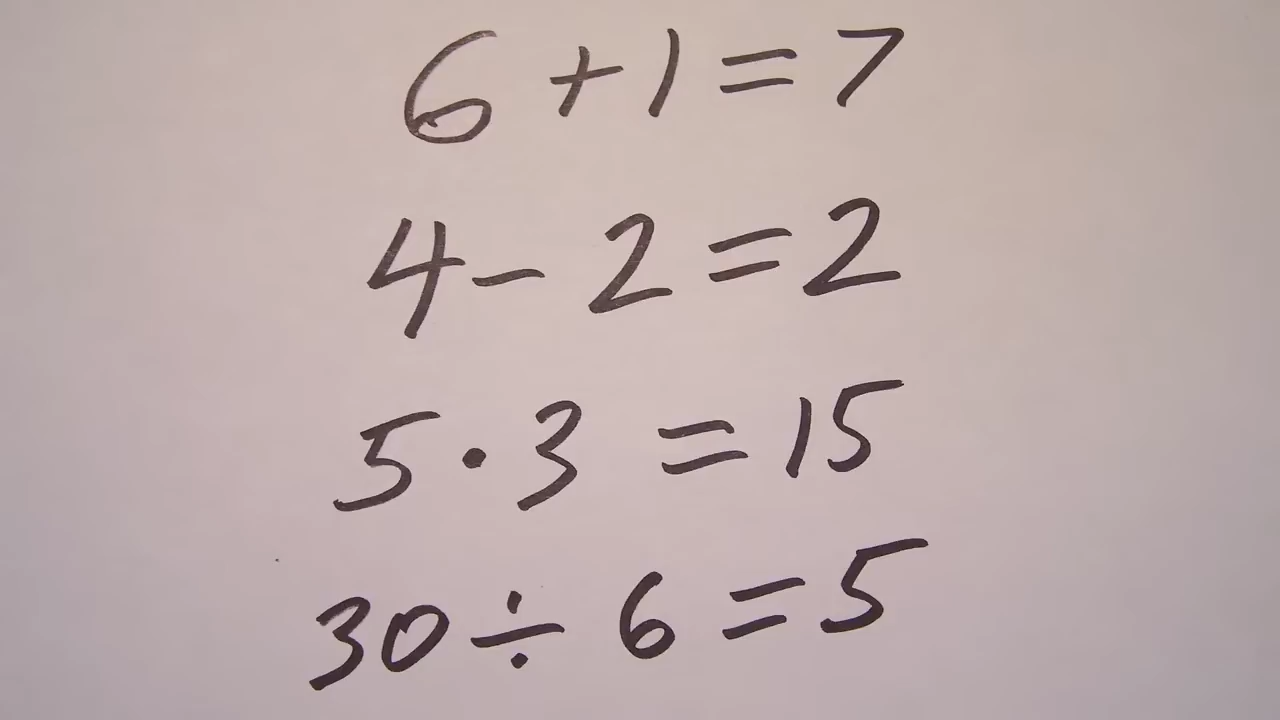 6 + 1 = 7
4 - 2 = 2
5 · 3 = 15
30 ÷ 6 = 5